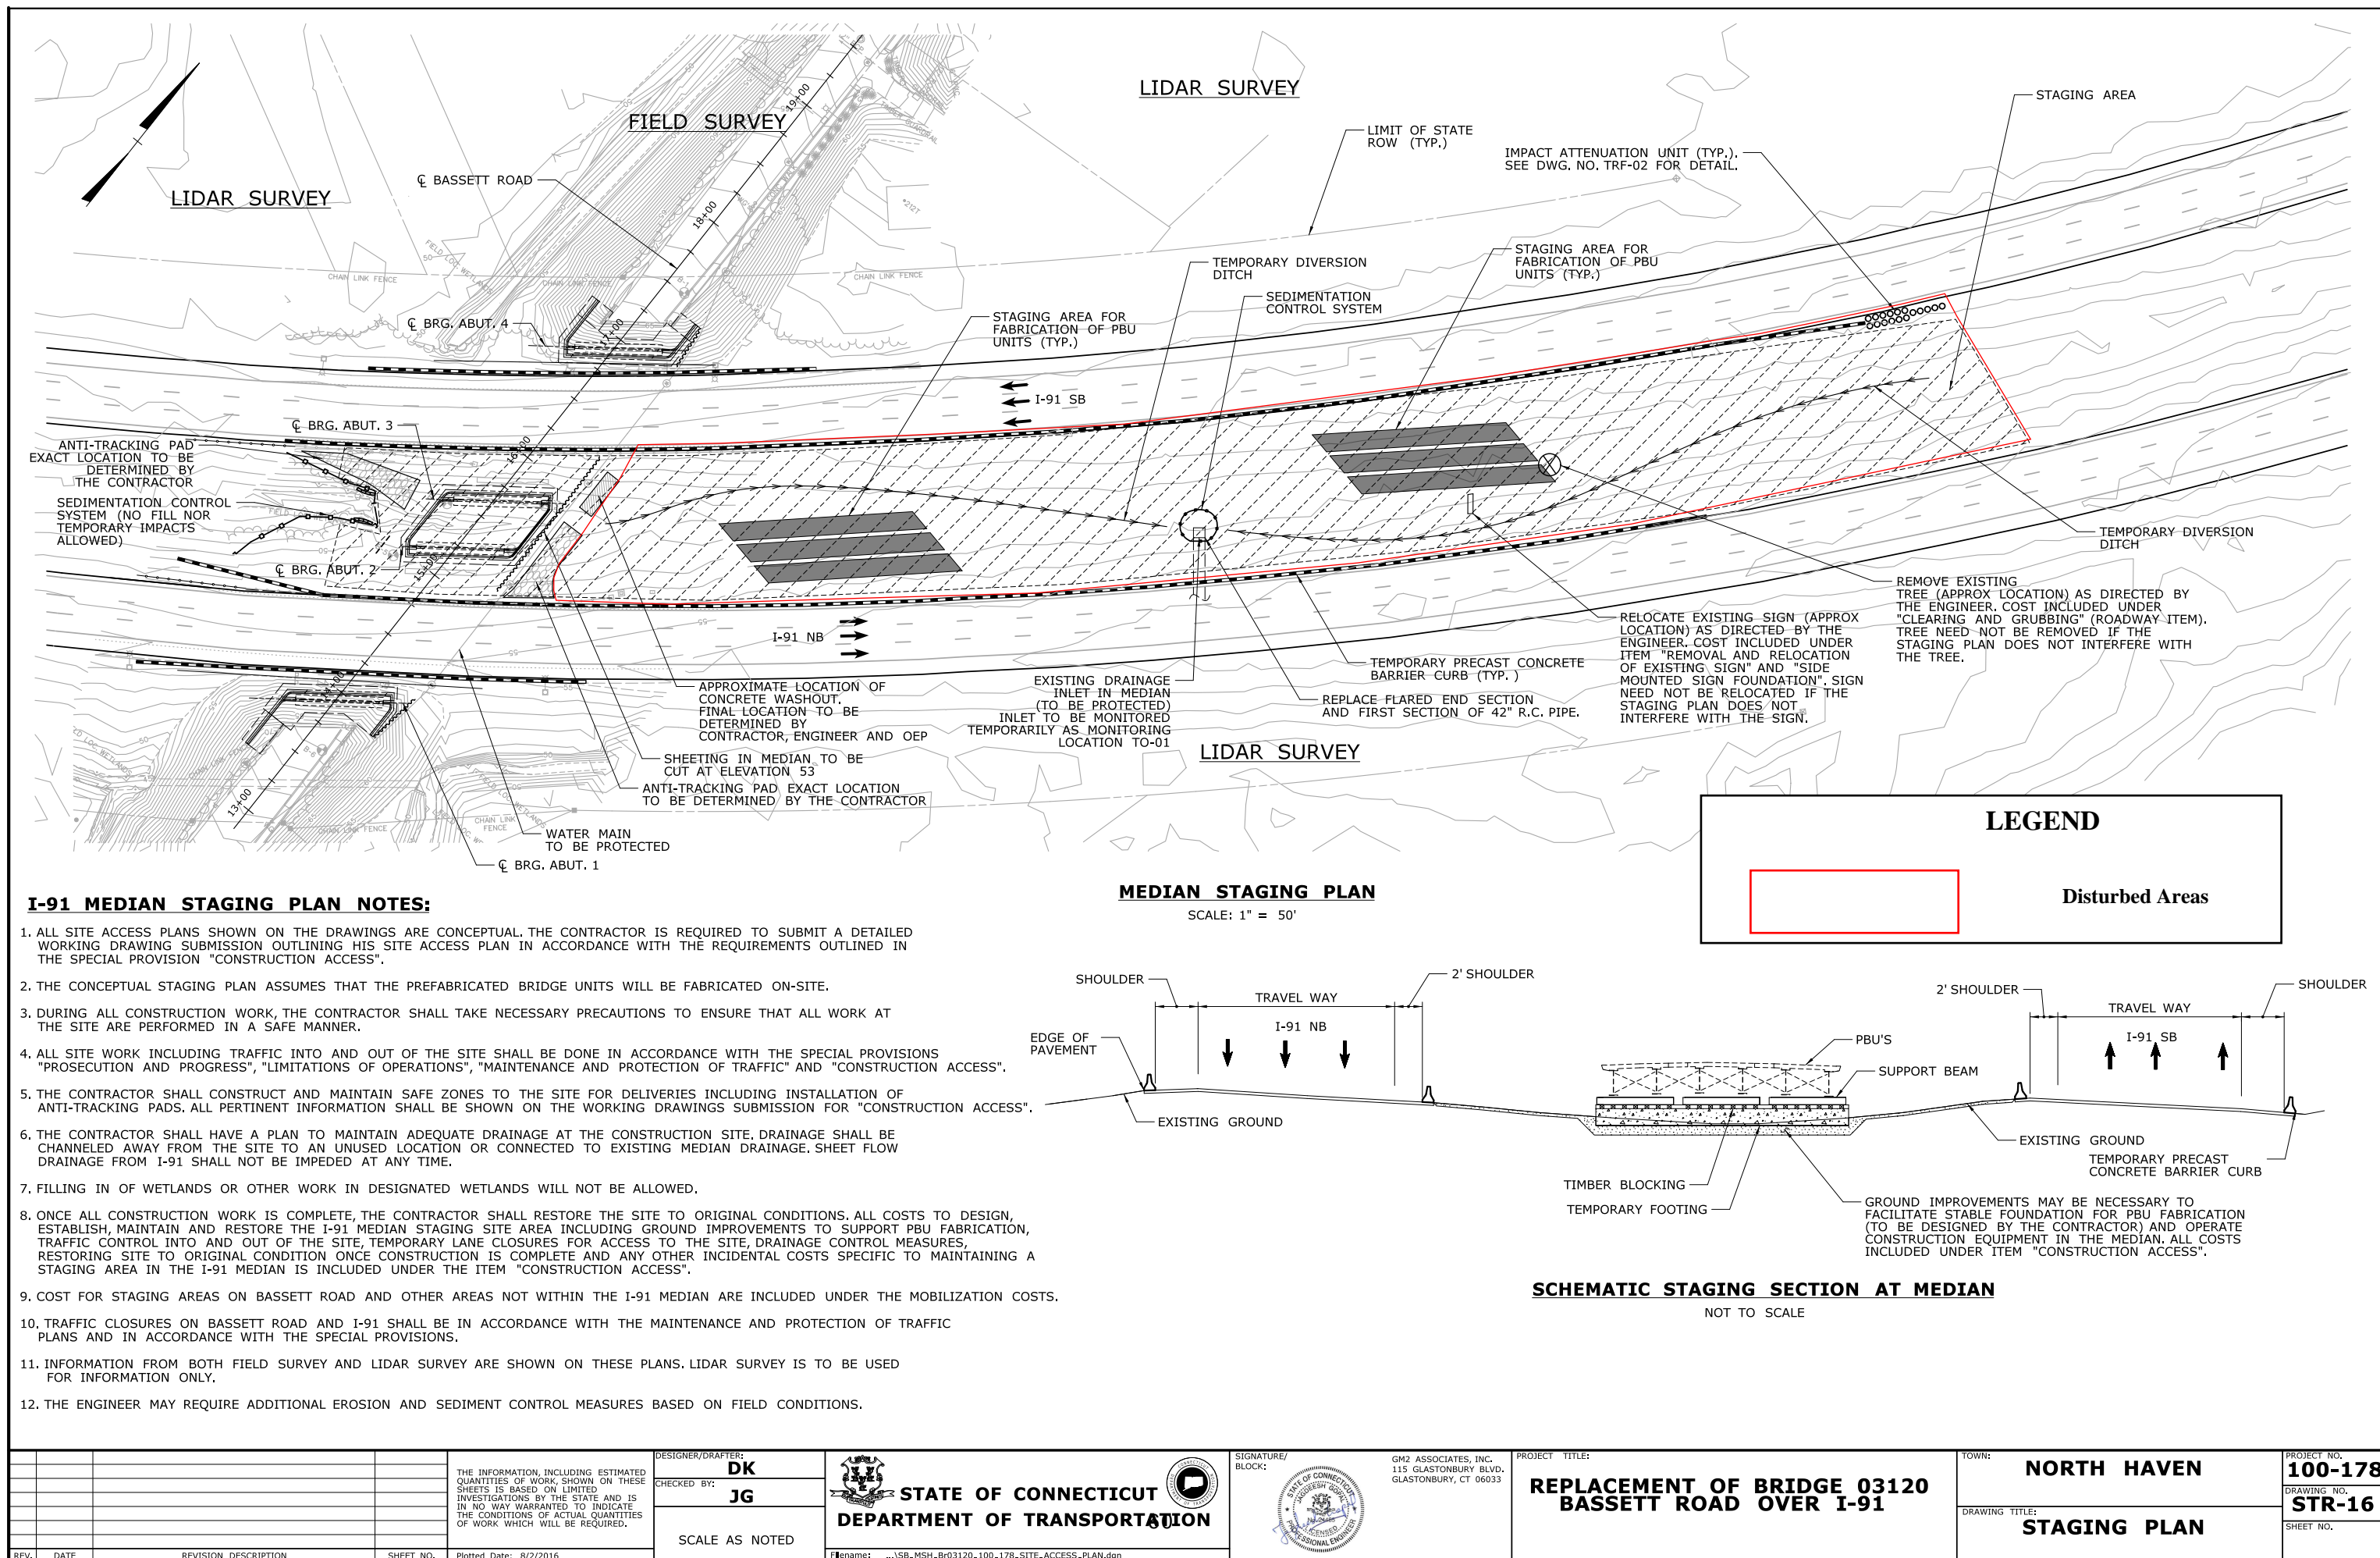 LIDAR SURVEY
FIELD SURVEY
LIDAR SURVEY
STAGING AREA
LIMIT OF STATE
ROW (TYP.)
IMPACT ATTENUATION UNIT (TYP.).
SEE DWG. NO. TRF-02 FOR DETAIL.
℄ BASSETT ROAD
19+00
18+00
17+00
16+00
15+00
14+00
13+00
FIELD LOC WETLANDS
CHAIN LINK FENCE
CHAIN LINK FENCE
CHAIN LINK FENCE
TEMPORARY DIVERSION
DITCH
SEDIMENTATION
CONTROL SYSTEM
STAGING AREA FOR
FABRICATION OF PBU
UNITS (TYP.)
STAGING AREA FOR
FABRICATION OF PBU
UNITS (TYP.)
℄ BRG. ABUT. 4
I-91 SB
℄ BRG. ABUT. 3
ANTI-TRACKING PAD
EXACT LOCATION TO BE
DETERMINED BY
THE CONTRACTOR
SEDIMENTATION CONTROL
SYSTEM (NO FILL NOR
TEMPORARY IMPACTS
ALLOWED)
℄ BRG. ABUT. 2
I-91 NB
TEMPORARY DIVERSION
DITCH
REMOVE EXISTING
TREE (APPROX LOCATION) AS DIRECTED BY
THE ENGINEER. COST INCLUDED UNDER
"CLEARING AND GRUBBING" (ROADWAY ITEM).
TREE NEED NOT BE REMOVED IF THE
STAGING PLAN DOES NOT INTERFERE WITH
THE TREE.
RELOCATE EXISTING SIGN (APPROX
LOCATION) AS DIRECTED BY THE
ENGINEER. COST INCLUDED UNDER
ITEM "REMOVAL AND RELOCATION
OF EXISTING SIGN" AND "SIDE
MOUNTED SIGN FOUNDATION". SIGN
NEED NOT BE RELOCATED IF THE
STAGING PLAN DOES NOT
INTERFERE WITH THE SIGN.
TEMPORARY PRECAST CONCRETE
BARRIER CURB (TYP. )
REPLACE FLARED END SECTION
AND FIRST SECTION OF 42" R.C. PIPE.
EXISTING DRAINAGE
INLET IN MEDIAN
(TO BE PROTECTED)
INLET TO BE MONITORED
TEMPORARILY AS MONITORING
LOCATION TO-01
LIDAR SURVEY
APPROXIMATE LOCATION OF
CONCRETE WASHOUT.
FINAL LOCATION TO BE
DETERMINED BY
CONTRACTOR, ENGINEER AND OEP
SHEETING IN MEDIAN TO BE
CUT AT ELEVATION 53
ANTI-TRACKING PAD EXACT LOCATION
TO BE DETERMINED BY THE CONTRACTOR
CHAIN LINK FENCE
CHAIN LINK
FENCE
WATER MAIN
TO BE PROTECTED
℄ BRG. ABUT. 1
LEGEND
Disturbed Areas
MEDIAN STAGING PLAN
SCALE: 1" = 50'
I-91 MEDIAN STAGING PLAN NOTES:
1. ALL SITE ACCESS PLANS SHOWN ON THE DRAWINGS ARE CONCEPTUAL. THE CONTRACTOR IS REQUIRED TO SUBMIT A DETAILED
WORKING DRAWING SUBMISSION OUTLINING HIS SITE ACCESS PLAN IN ACCORDANCE WITH THE REQUIREMENTS OUTLINED IN
THE SPECIAL PROVISION "CONSTRUCTION ACCESS".
2. THE CONCEPTUAL STAGING PLAN ASSUMES THAT THE PREFABRICATED BRIDGE UNITS WILL BE FABRICATED ON-SITE.
3. DURING ALL CONSTRUCTION WORK, THE CONTRACTOR SHALL TAKE NECESSARY PRECAUTIONS TO ENSURE THAT ALL WORK AT
THE SITE ARE PERFORMED IN A SAFE MANNER.
4. ALL SITE WORK INCLUDING TRAFFIC INTO AND OUT OF THE SITE SHALL BE DONE IN ACCORDANCE WITH THE SPECIAL PROVISIONS
"PROSECUTION AND PROGRESS", "LIMITATIONS OF OPERATIONS", "MAINTENANCE AND PROTECTION OF TRAFFIC" AND "CONSTRUCTION ACCESS".
5. THE CONTRACTOR SHALL CONSTRUCT AND MAINTAIN SAFE ZONES TO THE SITE FOR DELIVERIES INCLUDING INSTALLATION OF
ANTI-TRACKING PADS. ALL PERTINENT INFORMATION SHALL BE SHOWN ON THE WORKING DRAWINGS SUBMISSION FOR "CONSTRUCTION ACCESS".
6. THE CONTRACTOR SHALL HAVE A PLAN TO MAINTAIN ADEQUATE DRAINAGE AT THE CONSTRUCTION SITE. DRAINAGE SHALL BE
CHANNELED AWAY FROM THE SITE TO AN UNUSED LOCATION OR CONNECTED TO EXISTING MEDIAN DRAINAGE. SHEET FLOW
DRAINAGE FROM I-91 SHALL NOT BE IMPEDED AT ANY TIME.
7. FILLING IN OF WETLANDS OR OTHER WORK IN DESIGNATED WETLANDS WILL NOT BE ALLOWED.
8. ONCE ALL CONSTRUCTION WORK IS COMPLETE, THE CONTRACTOR SHALL RESTORE THE SITE TO ORIGINAL CONDITIONS. ALL COSTS TO DESIGN,
ESTABLISH, MAINTAIN AND RESTORE THE I-91 MEDIAN STAGING SITE AREA INCLUDING GROUND IMPROVEMENTS TO SUPPORT PBU FABRICATION,
TRAFFIC CONTROL INTO AND OUT OF THE SITE, TEMPORARY LANE CLOSURES FOR ACCESS TO THE SITE, DRAINAGE CONTROL MEASURES,
RESTORING SITE TO ORIGINAL CONDITION ONCE CONSTRUCTION IS COMPLETE AND ANY OTHER INCIDENTAL COSTS SPECIFIC TO MAINTAINING A
STAGING AREA IN THE I-91 MEDIAN IS INCLUDED UNDER THE ITEM "CONSTRUCTION ACCESS".
9. COST FOR STAGING AREAS ON BASSETT ROAD AND OTHER AREAS NOT WITHIN THE I-91 MEDIAN ARE INCLUDED UNDER THE MOBILIZATION COSTS.
10. TRAFFIC CLOSURES ON BASSETT ROAD AND I-91 SHALL BE IN ACCORDANCE WITH THE MAINTENANCE AND PROTECTION OF TRAFFIC
PLANS AND IN ACCORDANCE WITH THE SPECIAL PROVISIONS.
11. INFORMATION FROM BOTH FIELD SURVEY AND LIDAR SURVEY ARE SHOWN ON THESE PLANS. LIDAR SURVEY IS TO BE USED
FOR INFORMATION ONLY.
12. THE ENGINEER MAY REQUIRE ADDITIONAL EROSION AND SEDIMENT CONTROL MEASURES BASED ON FIELD CONDITIONS.
SHOULDER
2' SHOULDER
TRAVEL WAY
I-91 NB
EDGE OF
PAVEMENT
EXISTING GROUND
2' SHOULDER
SHOULDER
TRAVEL WAY
I-91 SB
PBU'S
SUPPORT BEAM
EXISTING GROUND
TEMPORARY PRECAST
CONCRETE BARRIER CURB
TIMBER BLOCKING
TEMPORARY FOOTING
GROUND IMPROVEMENTS MAY BE NECESSARY TO
FACILITATE STABLE FOUNDATION FOR PBU FABRICATION
(TO BE DESIGNED BY THE CONTRACTOR) AND OPERATE
CONSTRUCTION EQUIPMENT IN THE MEDIAN. ALL COSTS
INCLUDED UNDER ITEM "CONSTRUCTION ACCESS".
SCHEMATIC STAGING SECTION AT MEDIAN
NOT TO SCALE
REV. DATE REVISION DESCRIPTION SHEET NO.
THE INFORMATION, INCLUDING ESTIMATED
QUANTITIES OF WORK, SHOWN ON THESE
SHEETS IS BASED ON LIMITED
INVESTIGATIONS BY THE STATE AND IS
IN NO WAY WARRANTED TO INDICATE
THE CONDITIONS OF ACTUAL QUANTITIES
OF WORK WHICH WILL BE REQUIRED.
Plotted Date: 8/2/2016
DESIGNER/DRAFTER:
DK
CHECKED BY:
JG
SCALE AS NOTED
STATE OF CONNECTICUT
DEPARTMENT OF TRANSPORTATION
60
Filename: ...\SB_MSH_Br03120_100_178_SITE_ACCESS_PLAN.dgn
SIGNATURE/
BLOCK:
STATE OF CONNECTICUT
PROFESSIONAL ENGINEER
GM2 ASSOCIATES, INC.
115 GLASTONBURY BLVD.
GLASTONBURY, CT 06033
PROJECT TITLE:
REPLACEMENT OF BRIDGE 03120
BASSETT ROAD OVER I-91
TOWN:
NORTH HAVEN
DRAWING TITLE:
STAGING PLAN
PROJECT NO.
100-178
DRAWING NO.
STR-16
SHEET NO.